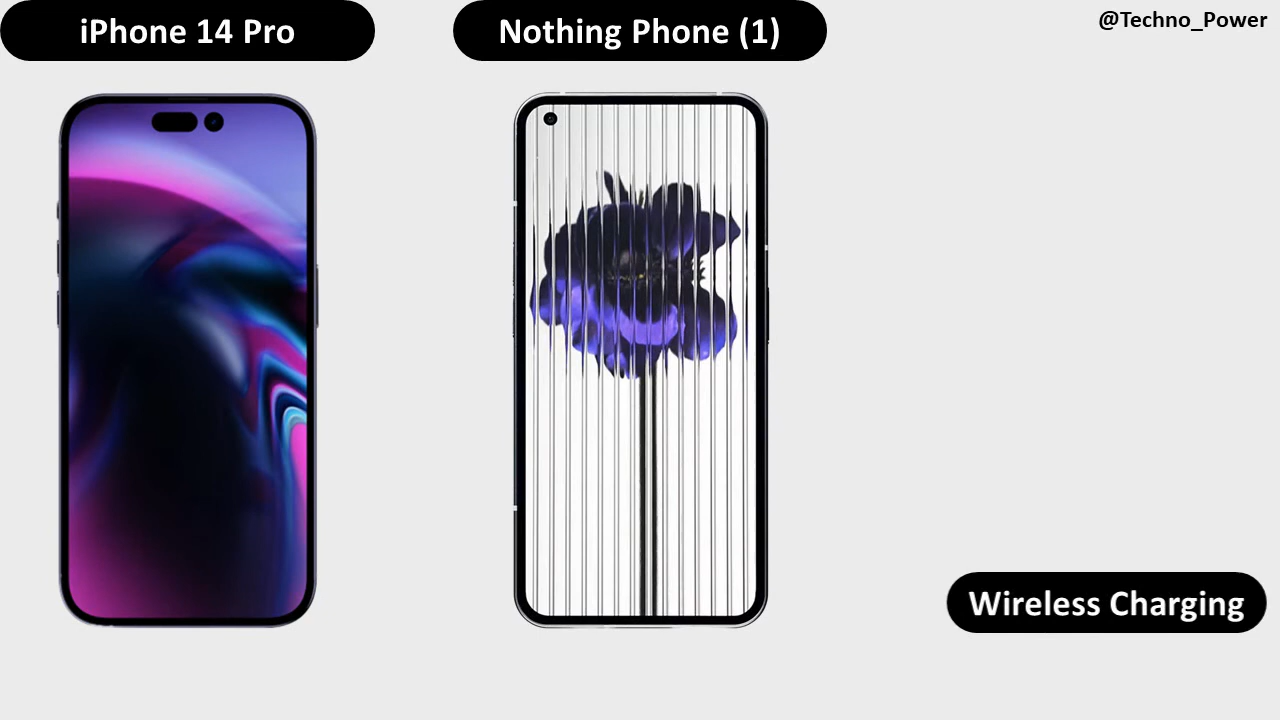 iPhone 14 Pro
Nothing Phone (1)
@Techno_Power
Wireless Charging